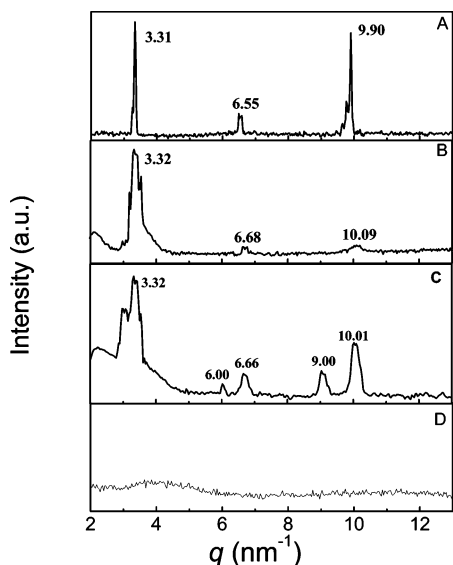 A
3.31
6.55
9.90
B
3.32
6.68
10.09
C
3.32
6.00
6.66
9.00
10.01
D
Intensity (a.u.)
2 4 6 8 10 12
q (nm⁻¹)